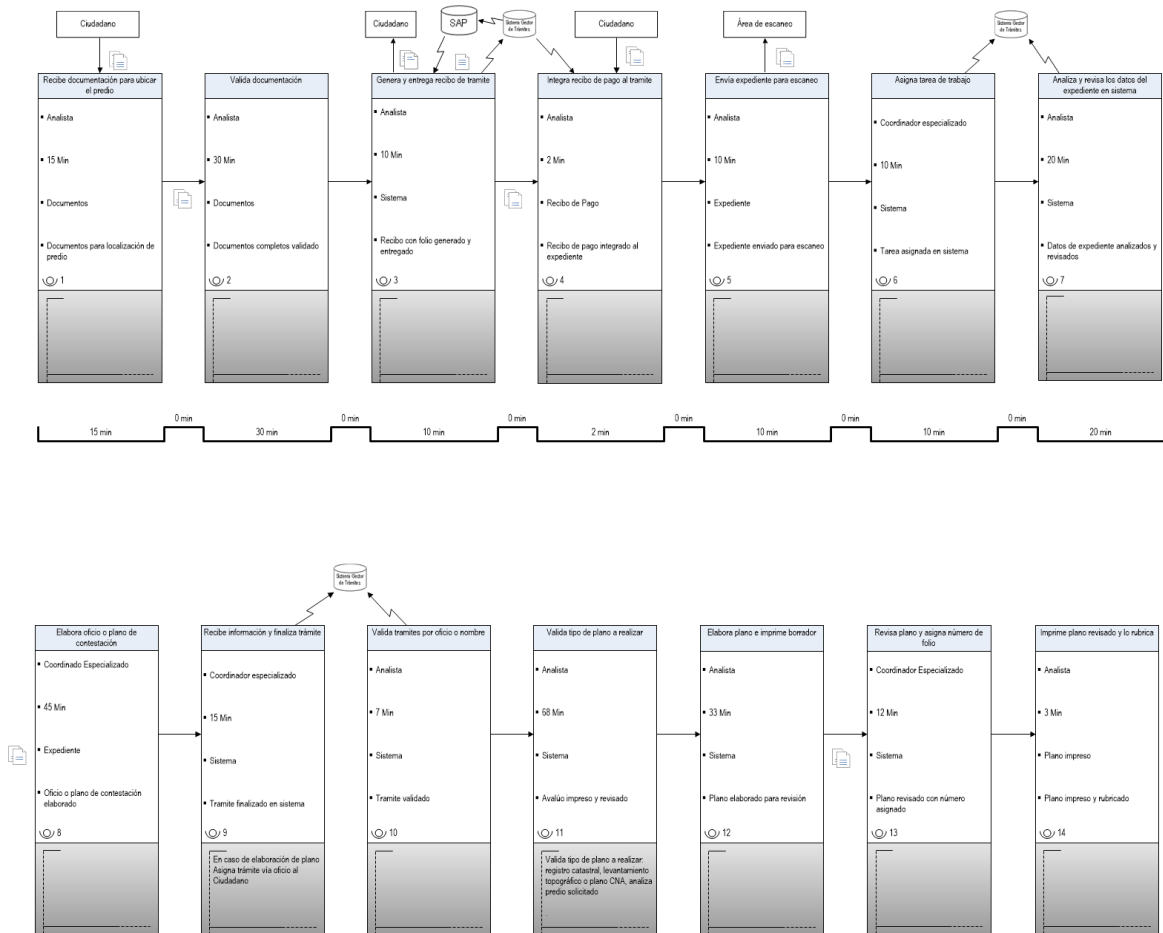 Ciudadano
Ciudadano
SAP
Sistema Gestor
de Trámites
Ciudadano
Área de escaneo
Sistema Gestor
de Trámites
Recibe documentación para ubicar
el predio
Analista
15 Min
Documentos
Documentos para localización de
predio
1
Valida documentación
Analista
30 Min
Documentos
Documentos completos validado
2
Genera y entrega recibo de tramite
Analista
10 Min
Sistema
Recibo con folio generado y
entregado
3
Integra recibo de pago al tramite
Analista
2 Min
Recibo de Pago
Recibo de pago integrado al
expediente
4
Envía expediente para escaneo
Analista
10 Min
Expediente
Expediente enviado para escaneo
5
Asigna tarea de trabajo
Coordinador especializado
10 Min
Sistema
Tarea asignada en sistema
6
Analiza y revisa los datos del
expediente en sistema
Analista
20 Min
Sistema
Datos de expediente analizados y
revisados
7
15 min
0 min
30 min
0 min
10 min
0 min
2 min
0 min
10 min
0 min
10 min
0 min
20 min
Sistema Gestor
de Trámites
Elabora oficio o plano de
contestación
Coordinado Especializado
45 Min
Expediente
Oficio o plano de contestación
elaborado
8
Recibe información y finaliza trámite
Coordinador especializado
15 Min
Sistema
Tramite finalizado en sistema
9
En caso de elaboración de plano
Asigna trámite vía oficio al
Ciudadano
Valida tramites por oficio o nombre
Analista
7 Min
Sistema
Tramite validado
10
Valida tipo de plano a realizar
Analista
68 Min
Sistema
Avalúo impreso y revisado
11
Valida tipo de plano a realizar:
registro catastral, levantamiento
topográfico o plano CNA, analiza
predio solicitado
.
Elabora plano e imprime borrador
Analista
33 Min
Sistema
Plano elaborado para revisión
12
Revisa plano y asigna número de
folio
Coordinador Especializado
12 Min
Sistema
Plano revisado con número
asignado
13
Imprime plano revisado y lo rubrica
Analista
3 Min
Plano impreso
Plano impreso y rubricado
14